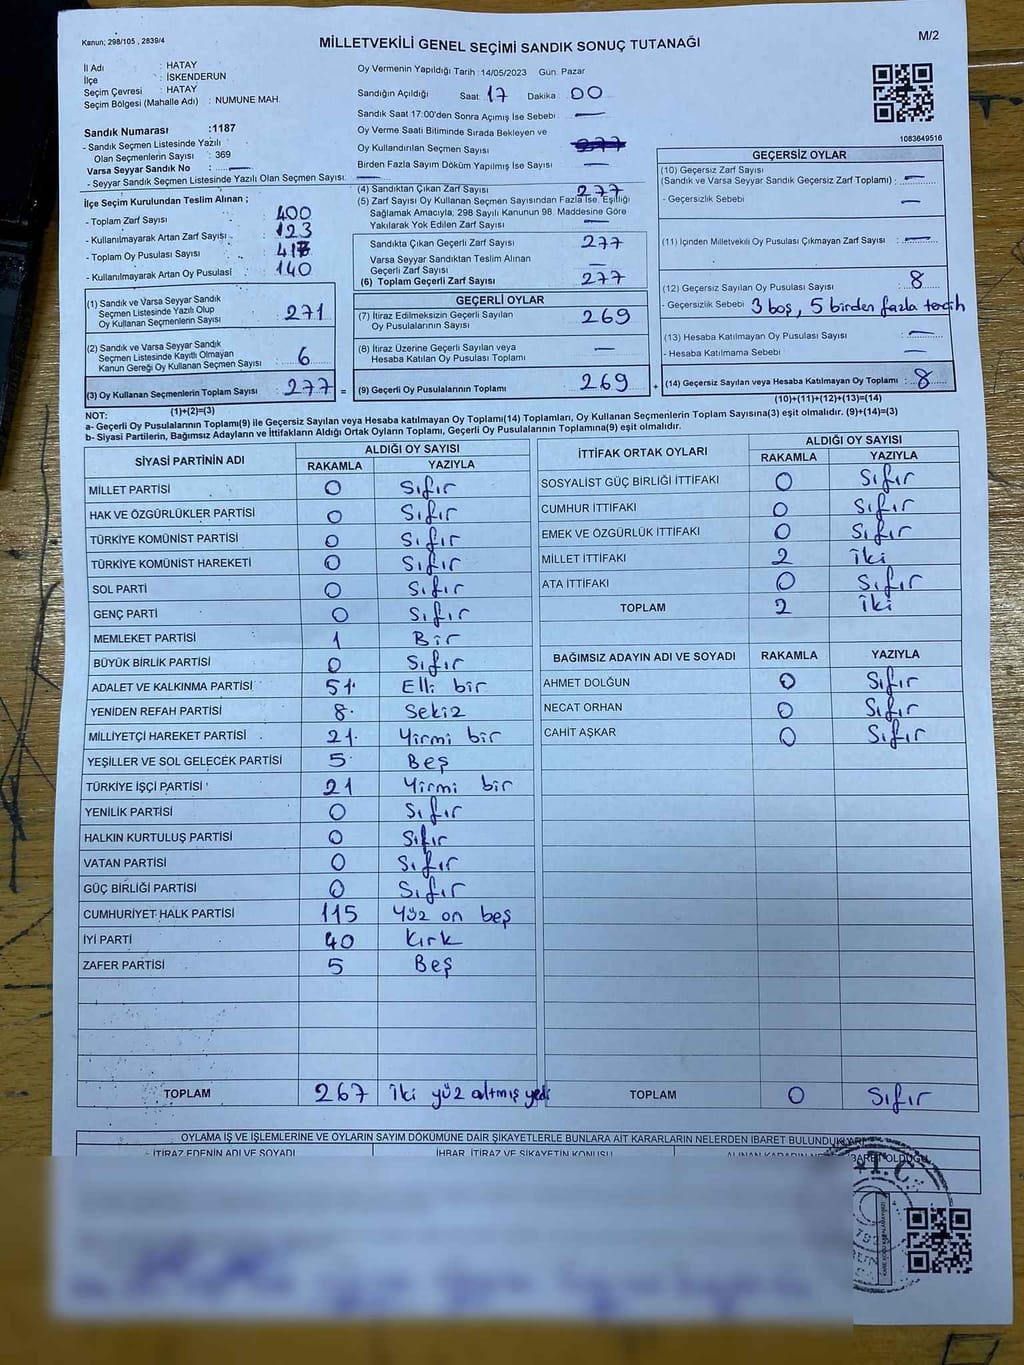 Kanun; 298/105 , 2839/4
MİLLETVEKİLİ GENEL SEÇİMİ SANDIK SONUÇ TUTANAĞI
M/2
İl Adı : HATAY
İlçe : İSKENDERUN
Seçim Çevresi : HATAY
Seçim Bölgesi (Mahalle Adı) : NUMUNE MAH.
Sandık Numarası :1187
- Sandık Seçmen Listesinde Yazılı
Olan Seçmenlerin Sayısı : 369
Varsa Seyyar Sandık No : —
- Seyyar Sandık Seçmen Listesinde Yazılı Olan Seçmen Sayısı: —
Oy Vermenin Yapıldığı Tarih : 14/05/2023 Gün: Pazar
Sandığın Açıldığı Saat 17 Dakika 00
Sandık Saat 17:00'den Sonra Açımış İse Sebebi —
Oy Verme Saati Bitiminde Sırada Bekleyen ve
Oy Kullandırılan Seçmen Sayısı
Birden Fazla Sayım Döküm Yapılmış İse Sayısı —
1083649516
İlçe Seçim Kurulundan Teslim Alınan ;
- Toplam Zarf Sayısı : 400
- Kullanılmayarak Artan Zarf Sayısı : 123
- Toplam Oy Pusulası Sayısı : 417
- Kullanılmayarak Artan Oy Pusulası : 140
(4) Sandıktan Çıkan Zarf Sayısı 277
(5) Zarf Sayısı Oy Kullanan Seçmen Sayısından Fazla İse, Eşitliği
Sağlamak Amacıyla; 298 Sayılı Kanunun 98. Maddesine Göre
Yakılarak Yok Edilen Zarf Sayısı —
Sandıkta Çıkan Geçerli Zarf Sayısı 277
Varsa Seyyar Sandıktan Teslim Alınan
Geçerli Zarf Sayısı —
(6) Toplam Geçerli Zarf Sayısı 277
GEÇERSİZ OYLAR
(10) Geçersiz Zarf Sayısı
(Sandık ve Varsa Seyyar Sandık Geçersiz Zarf Toplamı) : —
- Geçersizlik Sebebi —
(11) İçinden Milletvekili Oy Pusulası Çıkmayan Zarf Sayısı : —
(12) Geçersiz Sayılan Oy Pusulası Sayısı : 8
- Geçersizlik Sebebi 3 boş, 5 birden fazla tercih
(13) Hesaba Katılmayan Oy Pusulası Sayısı : —
- Hesaba Katılmama Sebebi —
(14) Geçersiz Sayılan veya Hesaba Katılmayan Oy Toplamı : 8
(10)+(11)+(12)+(13)=(14)
(1) Sandık ve Varsa Seyyar Sandık
Seçmen Listesinde Yazılı Olup
Oy Kullanan Seçmenlerin Sayısı : 271
(2) Sandık ve Varsa Seyyar Sandık
Seçmen Listesinde Kayıtlı Olmayan
Kanun Gereği Oy Kullanan Seçmen Sayısı : 6
(3) Oy Kullanan Seçmenlerin Toplam Sayısı : 277 =
(1)+(2)=(3)
GEÇERLİ OYLAR
(7) İtiraz Edilmeksizin Geçerli Sayılan
Oy Pusulalarının Sayısı : 269
(8) İtiraz Üzerine Geçerli Sayılan veya
Hesaba Katılan Oy Pusulası Toplamı : —
(9) Geçerli Oy Pusulalarının Toplamı : 269 +
NOT:
a- Geçerli Oy Pusulalarının Toplamı(9) ile Geçersiz Sayılan veya Hesaba katılmayan Oy Toplamı(14) Toplamları, Oy Kullanan Seçmenlerin Toplam Sayısına(3) eşit olmalıdır. (9)+(14)=(3)
b- Siyasi Partilerin, Bağımsız Adayların ve İttifakların Aldığı Ortak Oyların Toplamı, Geçerli Oy Pusulalarının Toplamına(9) eşit olmalıdır.
SİYASİ PARTİNİN ADI ALDIĞI OY SAYISI
RAKAMLA YAZIYLA
MİLLET PARTİSİ 0 Sıfır
HAK VE ÖZGÜRLÜKLER PARTİSİ 0 Sıfır
TÜRKİYE KOMÜNİST PARTİSİ 0 Sıfır
TÜRKİYE KOMÜNİST HAREKETİ 0 Sıfır
SOL PARTİ 0 Sıfır
GENÇ PARTİ 0 Sıfır
MEMLEKET PARTİSİ 1 Bir
BÜYÜK BİRLİK PARTİSİ 0 Sıfır
ADALET VE KALKINMA PARTİSİ 51 Elli bir
YENİDEN REFAH PARTİSİ 8 Sekiz
MİLLİYETÇİ HAREKET PARTİSİ 21 Yirmi bir
YEŞİLLER VE SOL GELECEK PARTİSİ 5 Beş
TÜRKİYE İŞÇİ PARTİSİ 21 Yirmi bir
YENİLİK PARTİSİ 0 Sıfır
HALKIN KURTULUŞ PARTİSİ 0 Sıfır
VATAN PARTİSİ 0 Sıfır
GÜÇ BİRLİĞİ PARTİSİ 0 Sıfır
CUMHURİYET HALK PARTİSİ 115 Yüz on beş
İYİ PARTİ 40 Kırk
ZAFER PARTİSİ 5 Beş
TOPLAM 267 İki yüz altmış yedi
İTTİFAK ORTAK OYLARI ALDIĞI OY SAYISI
RAKAMLA YAZIYLA
SOSYALİST GÜÇ BİRLİĞİ İTTİFAKI 0 Sıfır
CUMHUR İTTİFAKI 0 Sıfır
EMEK VE ÖZGÜRLÜK İTTİFAKI 0 Sıfır
MİLLET İTTİFAKI 2 İki
ATA İTTİFAKI 0 Sıfır
TOPLAM 2 İki
BAĞIMSIZ ADAYIN ADI VE SOYADI RAKAMLA YAZIYLA
AHMET DOLĞUN 0 Sıfır
NECAT ORHAN 0 Sıfır
CAHİT AŞKAR 0 Sıfır
TOPLAM 0 Sıfır
OYLAMA İŞ VE İŞLEMLERİNE VE OYLARIN SAYIM DÖKÜMÜNE DAİR ŞİKAYETLERLE BUNLARA AİT KARARLARIN NELERDEN İBARET BULUNDUKLARI
İTİRAZ EDENİN ADI VE SOYADI İHBAR, İTİRAZ VE ŞİKAYETİN KONUSU
T.C.